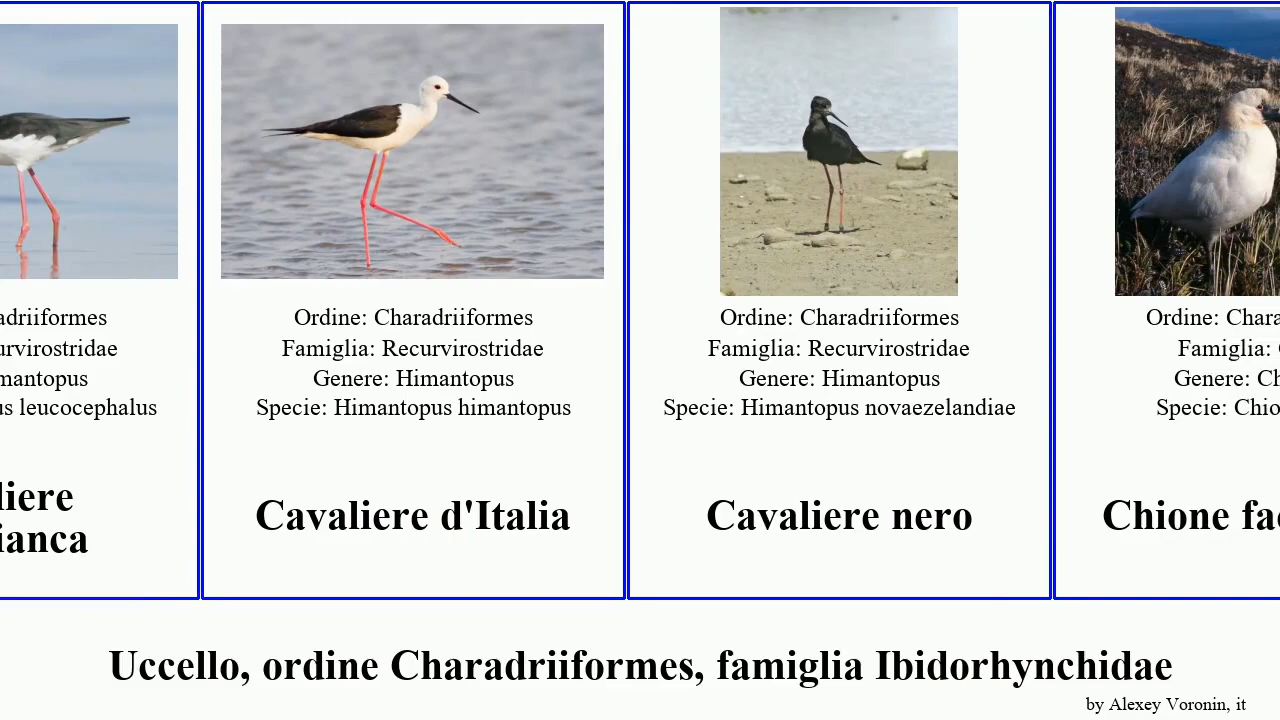 adriiformes
urvirostridae
mantopus
us leucocephalus
liere
ianca
Ordine: Charadriiformes
Famiglia: Recurvirostridae
Genere: Himantopus
Specie: Himantopus himantopus
Cavaliere d'Italia
Ordine: Charadriiformes
Famiglia: Recurvirostridae
Genere: Himantopus
Specie: Himantopus novaezelandiae
Cavaliere nero
Ordine: Chara
Famiglia:
Genere: Ch
Specie: Chio
Chione fa
Uccello, ordine Charadriiformes, famiglia Ibidorhynchidae
by Alexey Voronin, it